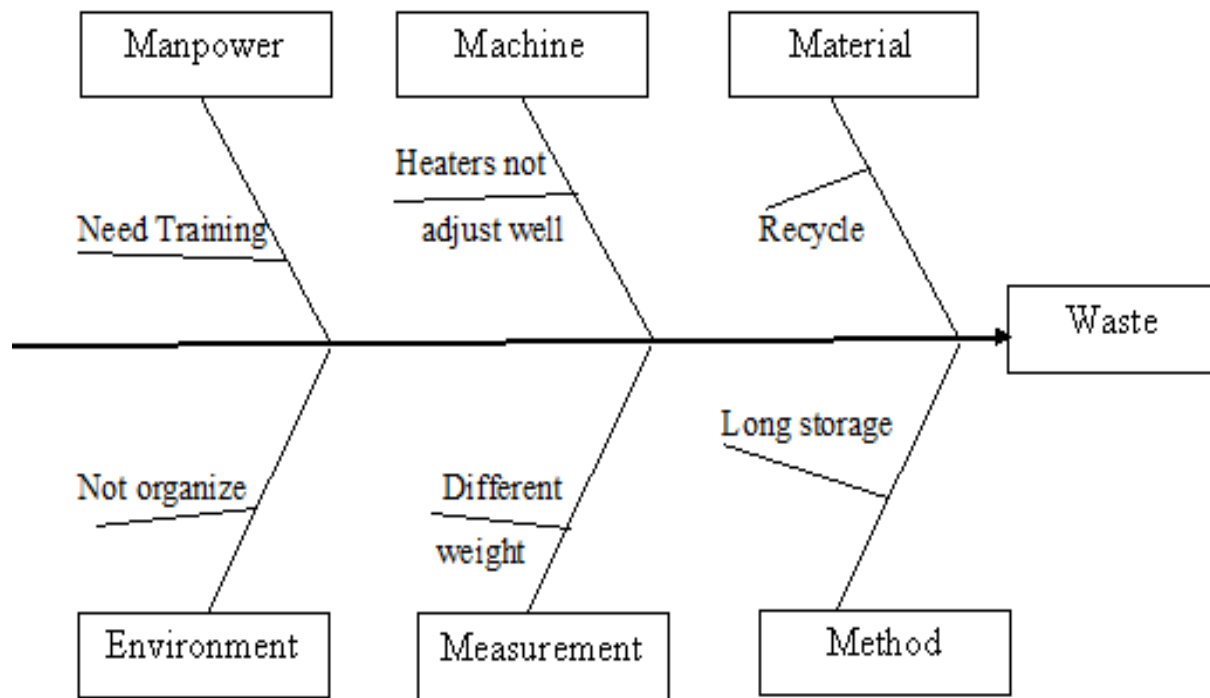 Manpower
Machine
Material
Heaters not
adjust well
Need Training
Recycle
Waste
Long storage
Not organize
Different
weight
Environment
Measurement
Method